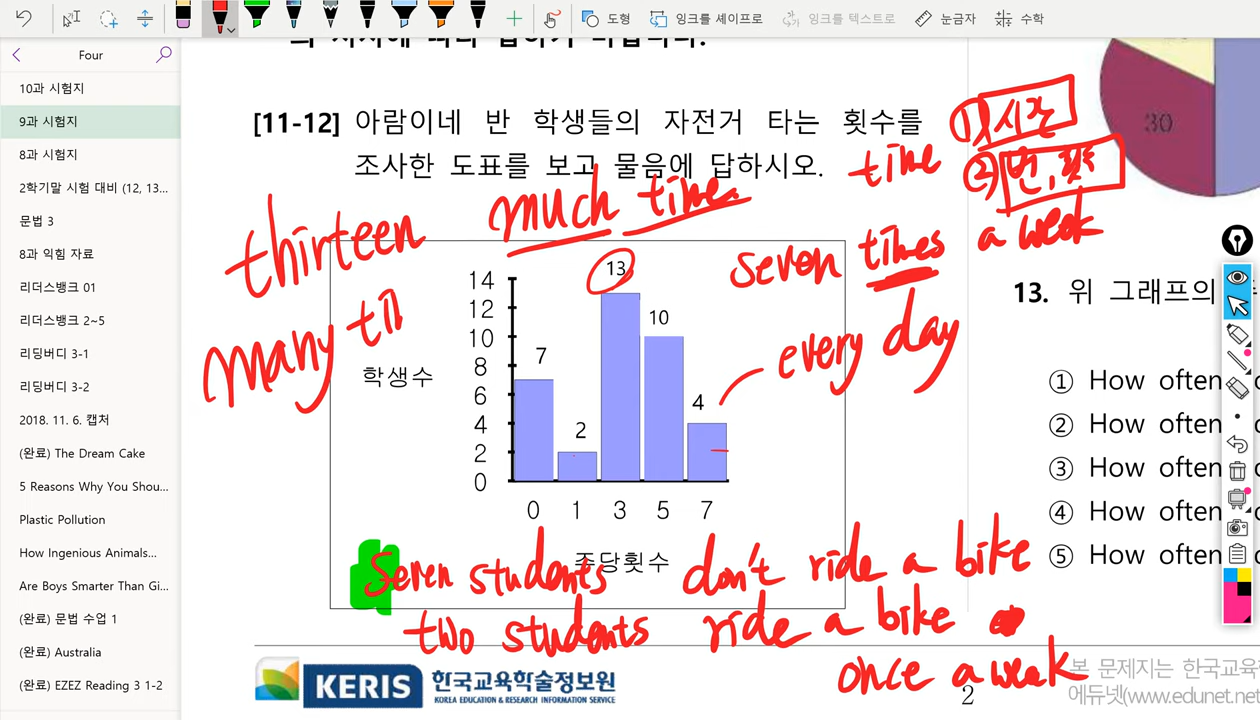 도형
잉크를 셰이프로
잉크를 텍스트로
눈금자
수학
Four
10과 시험지
9과 시험지
8과 시험지
2학기말 시험 대비 (12, 13...
문법 3
8과 익힘 자료
리더스뱅크 01
리더스뱅크 2~5
리딩버디 3-1
리딩버디 3-2
2018. 11. 6. 캡처
(완료) The Dream Cake
5 Reasons Why You Shou...
Plastic Pollution
How Ingenious Animals...
Are Boys Smarter Than Gi...
(완료) 문법 수업 1
(완료) Australia
(완료) EZEZ Reading 3 1-2
[11-12] 아람이네 반 학생들의 자전거 타는 횟수를
조사한 도표를 보고 물음에 답하시오.
time
① 시간
② 번, 횟수
thirteen
much time
seven times a week
many ti
every day
14
12
10
8
6
4
2
0
7
2
13
10
4
0 1 3 5 7
학생수
주당횟수
Seven students don't ride a bike
two students ride a bike
once a weak
KERIS 한국교육학술정보원
KOREA EDUCATION & RESEARCH INFORMATION SERVICE
2
30
13. 위 그래프의
① How often
② How often
③ How often
④ How often
⑤ How often
본 문제지는 한국교육
에듀넷(www.edunet.net